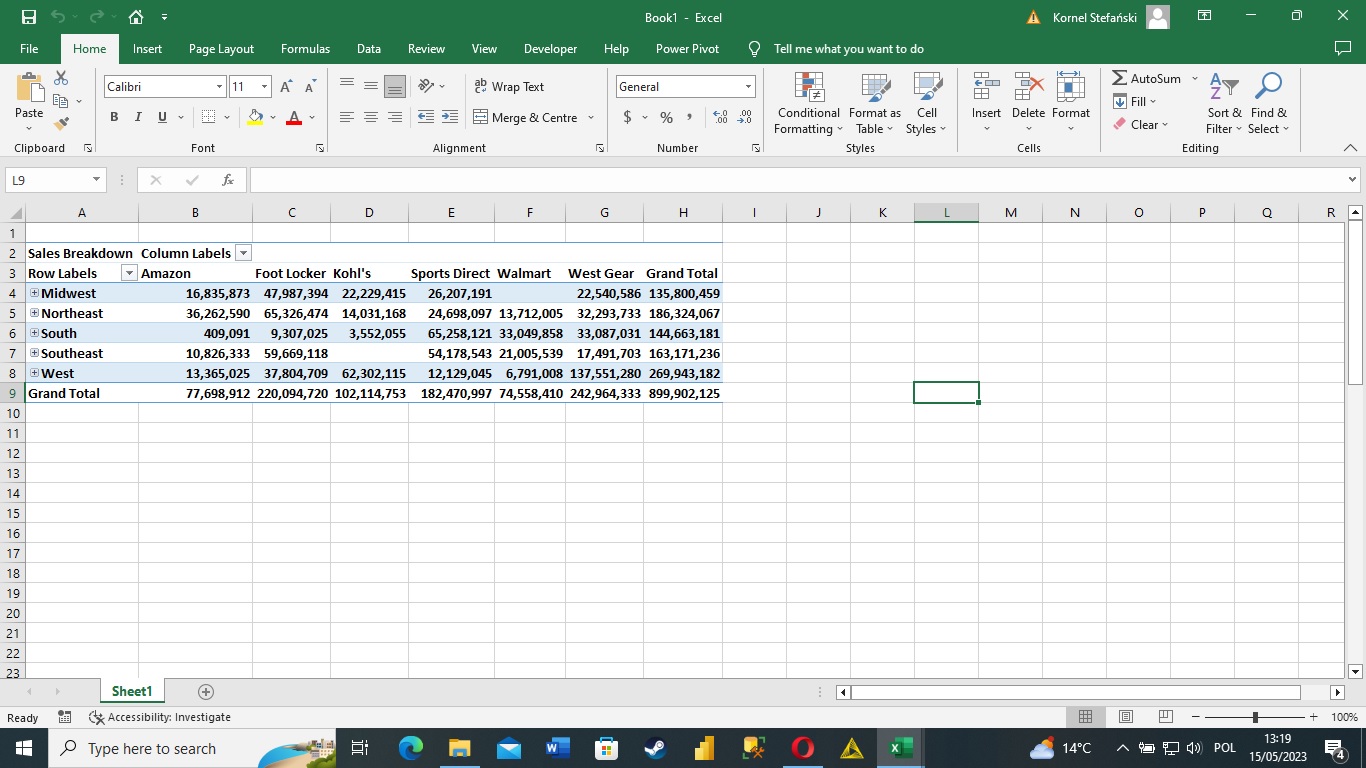 Book1 - Excel
Kornel Stefański
File Home Insert Page Layout Formulas Data Review View Developer Help Power Pivot Tell me what you want to do
Paste
Clipboard
Calibri 11
B I U A
Font
ab Wrap Text
Merge & Centre
Alignment
General
$ % ,
Number
Conditional Formatting
Format as Table
Cell Styles
Styles
Insert Delete Format
Cells
AutoSum
Fill
Clear
Sort & Filter
Find & Select
Editing
L9 fx
A B C D E F G H I J K L M N O P Q R
1
2 Sales Breakdown Column Labels
3 Row Labels Amazon Foot Locker Kohl's Sports Direct Walmart West Gear Grand Total
4 Midwest 16,835,873 47,987,394 22,229,415 26,207,191 22,540,586 135,800,459
5 Northeast 36,262,590 65,326,474 14,031,168 24,698,097 13,712,005 32,293,733 186,324,067
6 South 409,091 9,307,025 3,552,055 65,258,121 33,049,858 33,087,031 144,663,181
7 Southeast 10,826,333 59,669,118 54,178,543 21,005,539 17,491,703 163,171,236
8 West 13,365,025 37,804,709 62,302,115 12,129,045 6,791,008 137,551,280 269,943,182
9 Grand Total 77,698,912 220,094,720 102,114,753 182,470,997 74,558,410 242,964,333 899,902,125
10
11
12
13
14
15
16
17
18
19
20
21
22
23
Sheet1
Ready Accessibility: Investigate 100%
Type here to search
14°C POL 13:19
15/05/2023
4